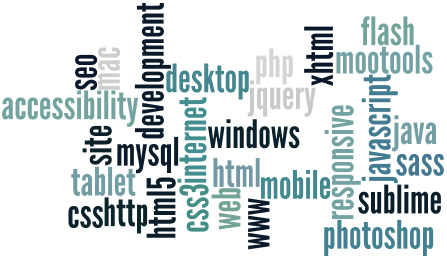 flash
development
xhtml
mootools
seo
mac
php
desktop
jquery
javascript
accessibility
internet
responsive
java
site
windows
mysql
sass
html
tablet
html5
css3
web
mobile
www
sublime
css
http
photoshop